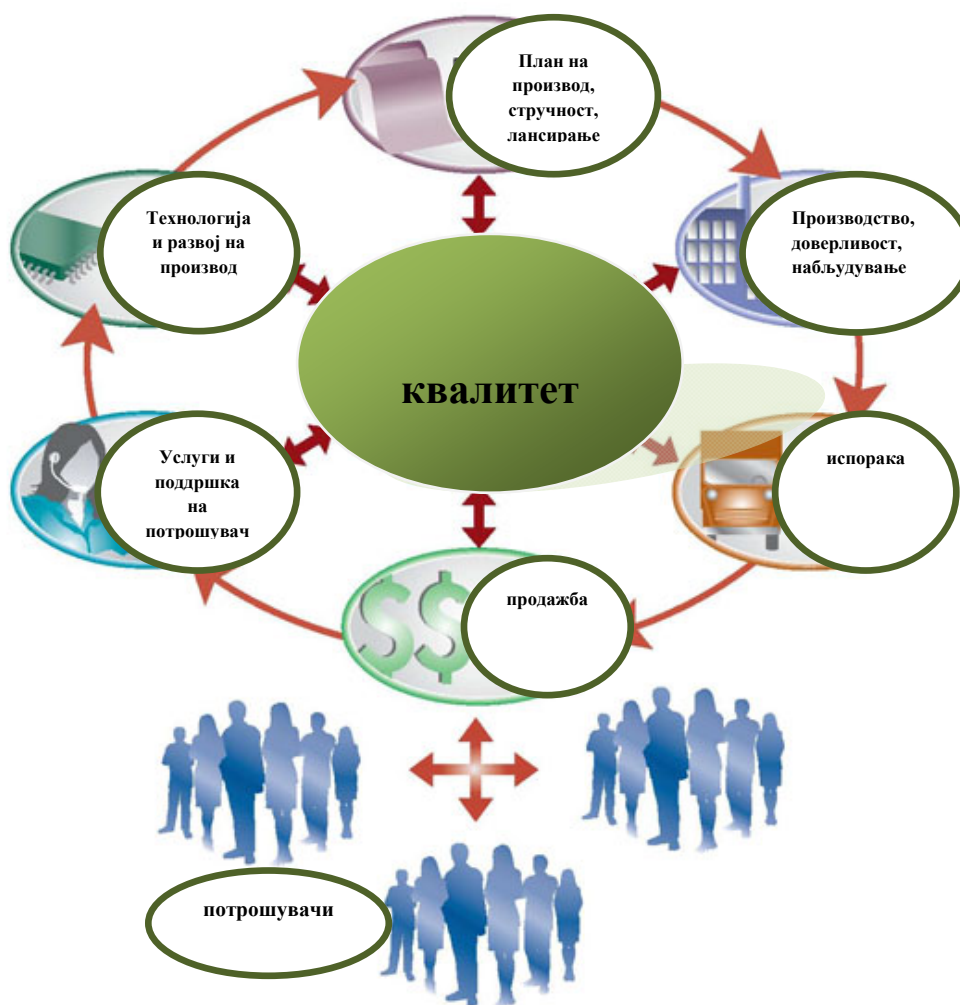 План на
производ,
стручност,
лансирање
Технологија
и развој на
производ
Производство,
доверливост,
набљудување
квалитет
Услуги и
поддршка
на
потрошувач
испорака
продажба
потрошувачи